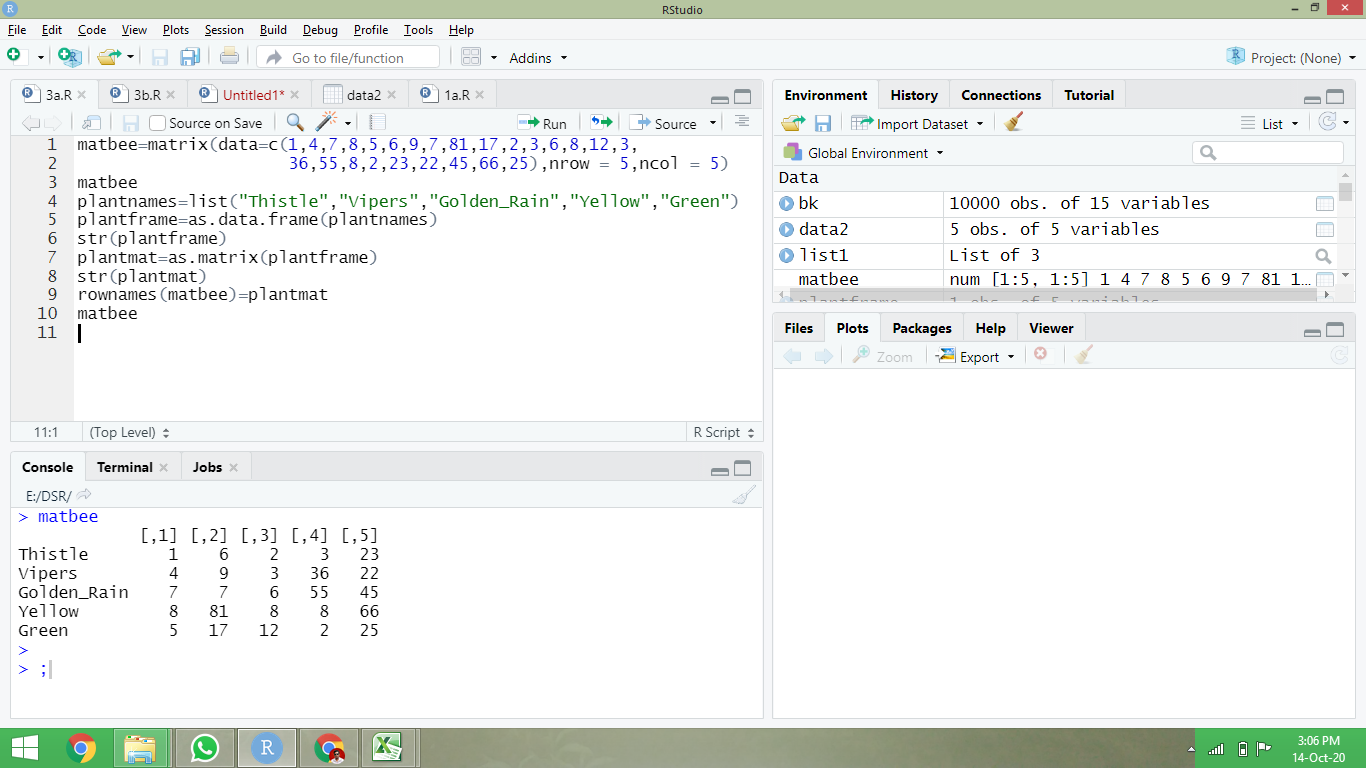 RStudio
File Edit Code View Plots Session Build Debug Profile Tools Help
Go to file/function Addins Project: (None)
3a.R 3b.R Untitled1* data2 1a.R
Source on Save Run Source
1 matbee=matrix(data=c(1,4,7,8,5,6,9,7,81,17,2,3,6,8,12,3,
2 36,55,8,2,23,22,45,66,25),nrow = 5,ncol = 5)
3 matbee
4 plantnames=list("Thistle","Vipers","Golden_Rain","Yellow","Green")
5 plantframe=as.data.frame(plantnames)
6 str(plantframe)
7 plantmat=as.matrix(plantframe)
8 str(plantmat)
9 rownames(matbee)=plantmat
10 matbee
11
11:1 (Top Level) R Script
Console Terminal Jobs
E:/DSR/
> matbee
[,1] [,2] [,3] [,4] [,5]
Thistle 1 6 2 3 23
Vipers 4 9 3 36 22
Golden_Rain 7 7 6 55 45
Yellow 8 81 8 8 66
Green 5 17 12 2 25
>
> ;
Environment History Connections Tutorial
Import Dataset List
Global Environment
Data
bk 10000 obs. of 15 variables
data2 5 obs. of 5 variables
list1 List of 3
matbee num [1:5, 1:5] 1 4 7 8 5 6 9 7 81 1...
plantframe 1 obs. of 5 variables
Files Plots Packages Help Viewer
Zoom Export
3:06 PM
14-Oct-20